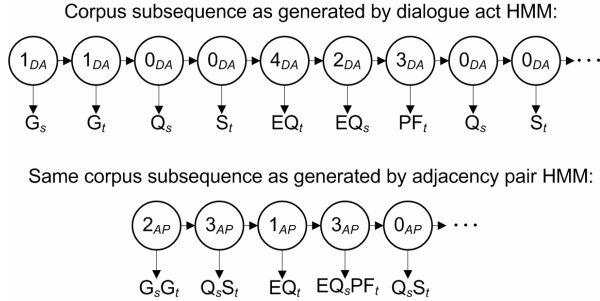 Corpus subsequence as generated by dialogue act HMM:
1DA 1DA 0DA 0DA 4DA 2DA 3DA 0DA 0DA ...
Gs Gt Qs St EQt EQs PFt Qs St
Same corpus subsequence as generated by adjacency pair HMM:
2AP 3AP 1AP 3AP 0AP ...
GsGt QsSt EQt EQsPFt QsSt